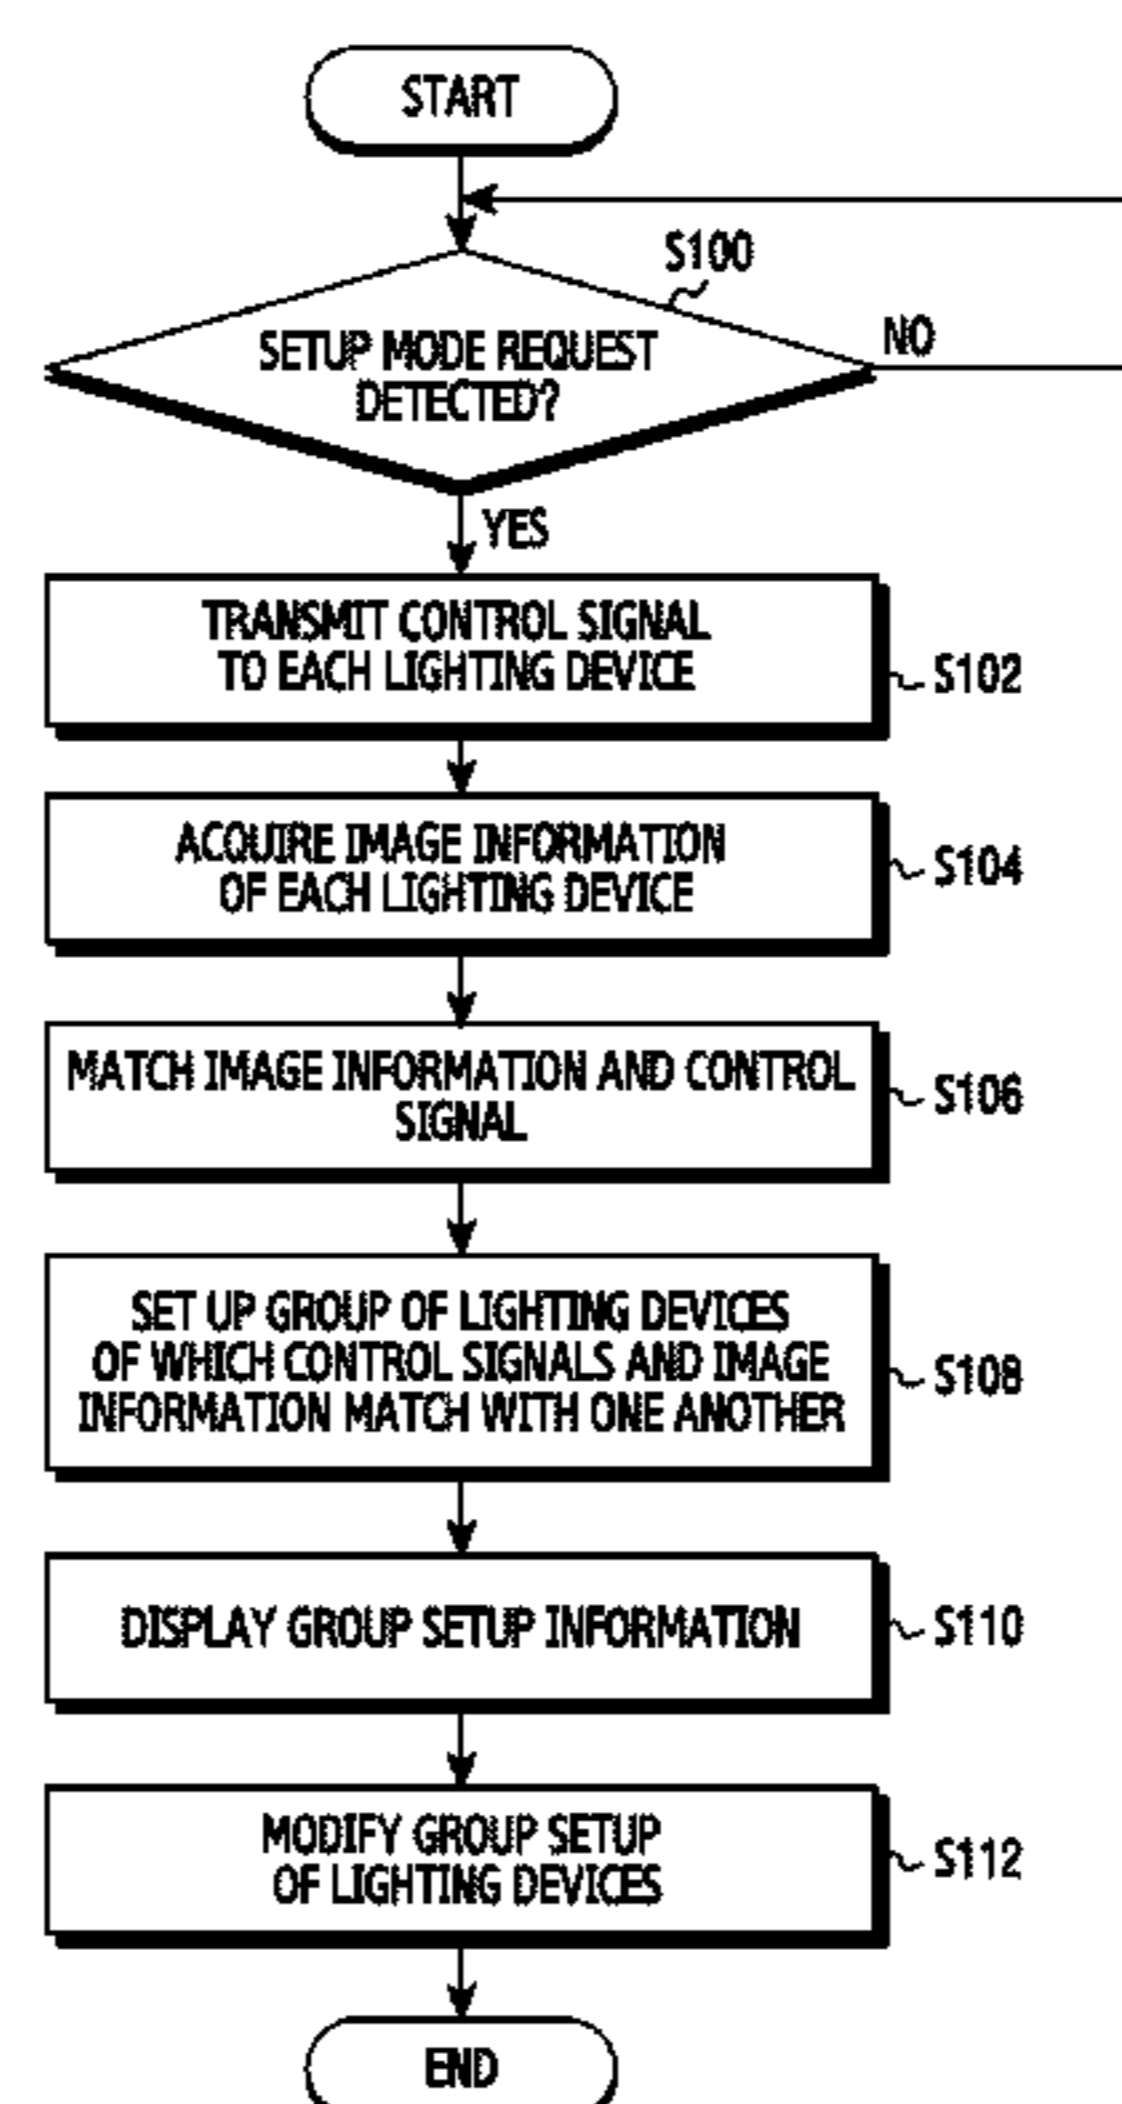 START
S100
SETUP MODE REQUEST
DETECTED?
NO
YES
TRANSMIT CONTROL SIGNAL
TO EACH LIGHTING DEVICE
S102
ACQUIRE IMAGE INFORMATION
OF EACH LIGHTING DEVICE
S104
MATCH IMAGE INFORMATION AND CONTROL
SIGNAL
S106
SET UP GROUP OF LIGHTING DEVICES
OF WHICH CONTROL SIGNALS AND IMAGE
INFORMATION MATCH WITH ONE ANOTHER
S108
DISPLAY GROUP SETUP INFORMATION
S110
MODIFY GROUP SETUP
OF LIGHTING DEVICES
S112
END